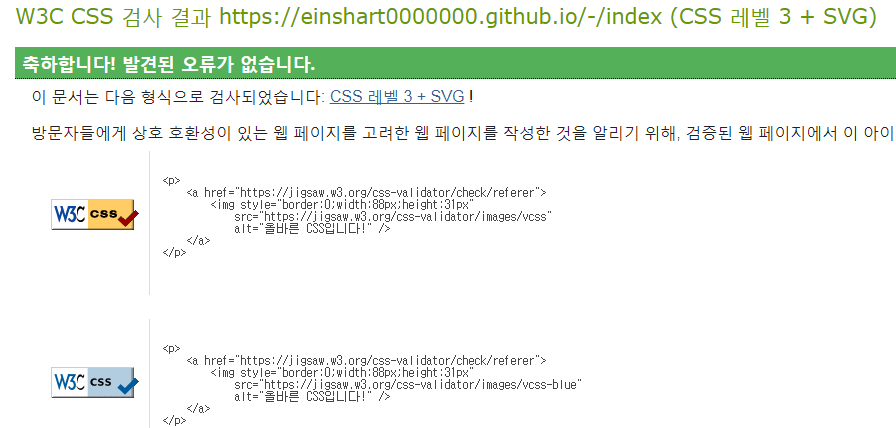 W3C CSS 검사 결과 https://einshart0000000.github.io/-/index (CSS 레벨 3 + SVG)
축하합니다! 발견된 오류가 없습니다.
이 문서는 다음 형식으로 검사되었습니다: CSS 레벨 3 + SVG !
방문자들에게 상호 호환성이 있는 웹 페이지를 고려한 웹 페이지를 작성한 것을 알리기 위해, 검증된 웹 페이지에서 이 아이
W3C css
<p>
<a href="https://jigsaw.w3.org/css-validator/check/referer">
<img style="border:0;width:88px;height:31px"
src="https://jigsaw.w3.org/css-validator/images/vcss"
alt="올바른 CSS입니다!" />
</a>
</p>
W3C css
<p>
<a href="https://jigsaw.w3.org/css-validator/check/referer">
<img style="border:0;width:88px;height:31px"
src="https://jigsaw.w3.org/css-validator/images/vcss-blue"
alt="올바른 CSS입니다!" />
</a>
</p>